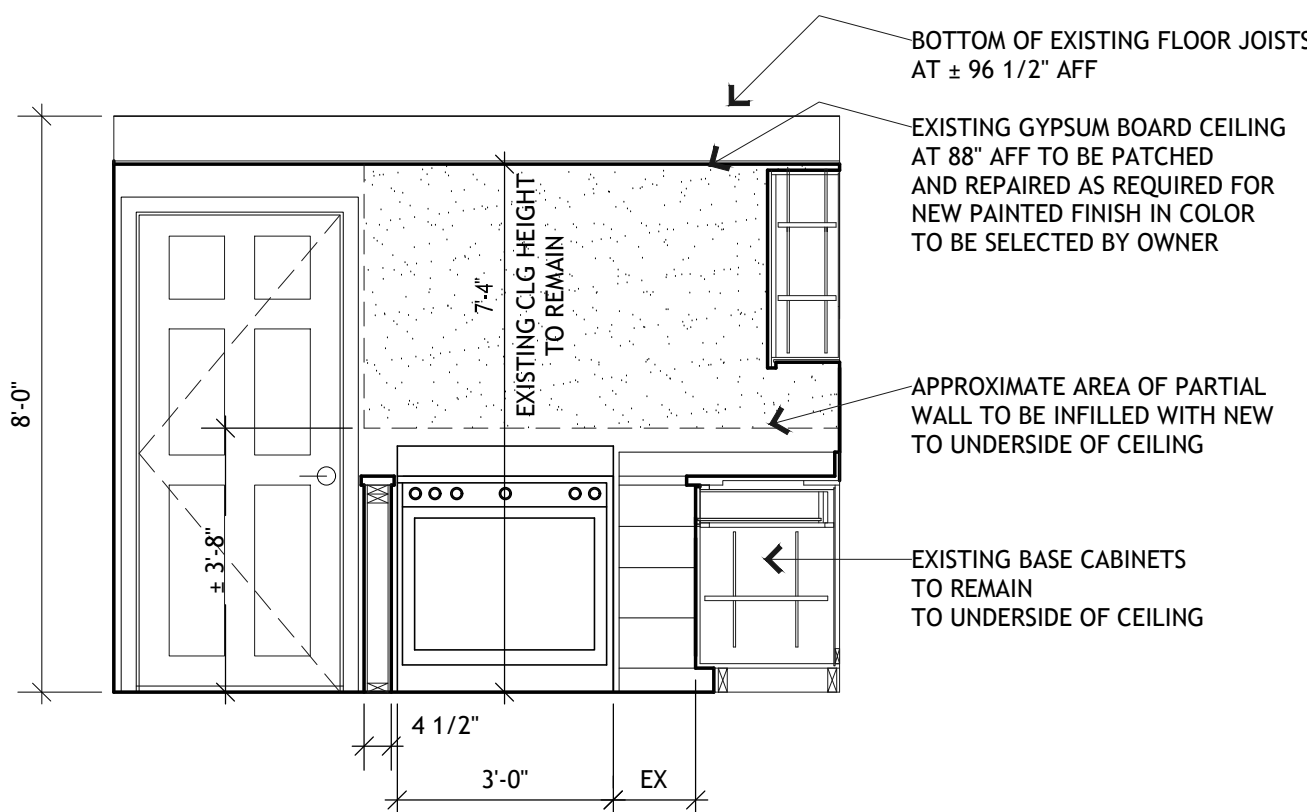 BOTTOM OF EXISTING FLOOR JOISTS
AT ± 96 1/2" AFF
EXISTING GYPSUM BOARD CEILING
AT 88" AFF TO BE PATCHED
AND REPAIRED AS REQUIRED FOR
NEW PAINTED FINISH IN COLOR
TO BE SELECTED BY OWNER
7'-4"
EXISTING CLG HEIGHT
TO REMAIN
8'-0"
APPROXIMATE AREA OF PARTIAL
WALL TO BE INFILLED WITH NEW
TO UNDERSIDE OF CEILING
± 3'-8"
EXISTING BASE CABINETS
TO REMAIN
TO UNDERSIDE OF CEILING
4 1/2"
3'-0"
EX